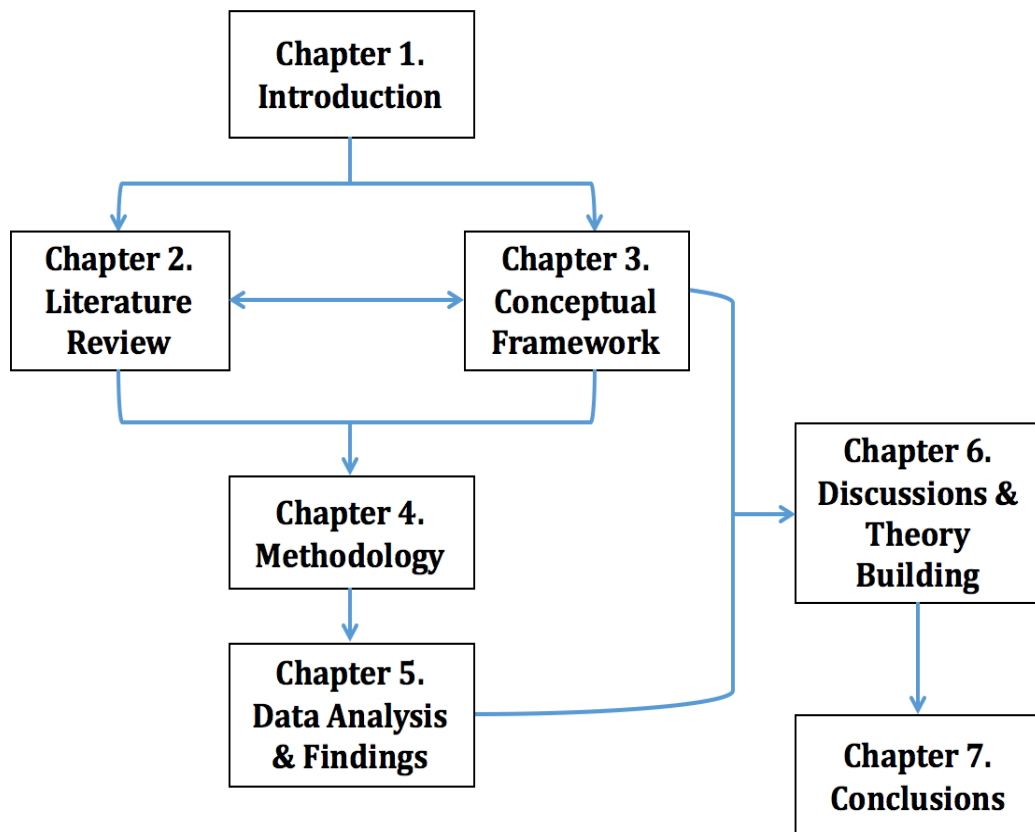 Chapter 1.
Introduction
Chapter 2.
Literature
Review
Chapter 3.
Conceptual
Framework
Chapter 4.
Methodology
Chapter 5.
Data Analysis
& Findings
Chapter 6.
Discussions &
Theory
Building
Chapter 7.
Conclusions